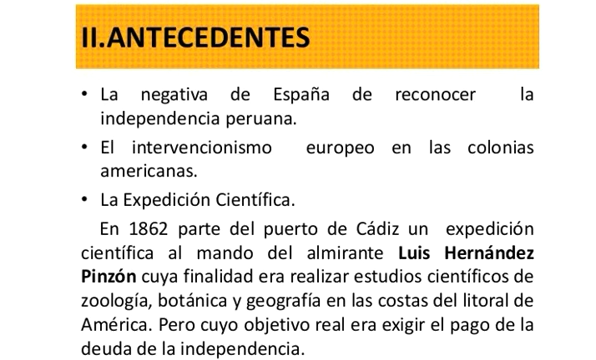 II.ANTECEDENTES
• La negativa de España de reconocer la
independencia peruana.
• El intervencionismo europeo en las colonias
americanas.
• La Expedición Científica.
En 1862 parte del puerto de Cádiz un expedición
científica al mando del almirante Luis Hernández
Pinzón cuya finalidad era realizar estudios científicos de
zoología, botánica y geografía en las costas del litoral de
América. Pero cuyo objetivo real era exigir el pago de la
deuda de la independencia.